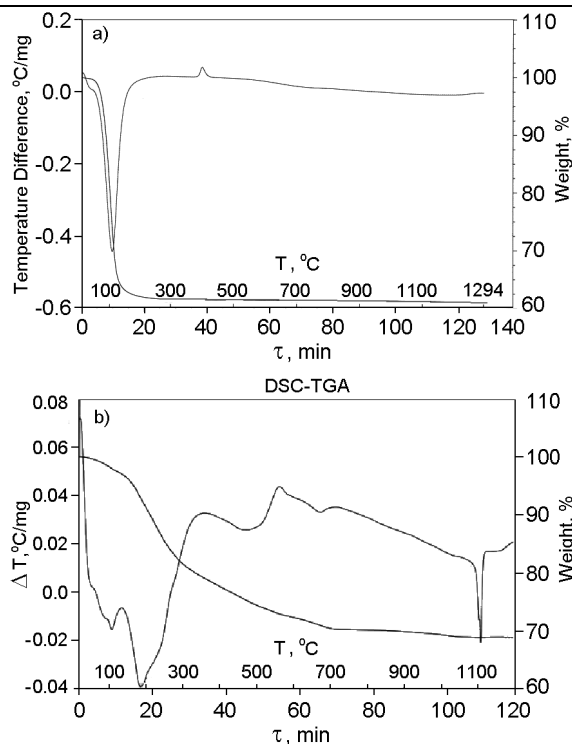 a)
0.2
0.0
-0.2
-0.4
-0.6
Temperature Difference, °C/mg
110
100
90
80
70
60
Weight, %
T, °C
100 300 500 700 900 1100 1294
0 20 40 60 80 100 120 140
τ, min
DSC-TGA
b)
0.08
0.06
0.04
0.02
0.0
-0.02
-0.04
ΔT,°C/mg
110
100
90
80
70
60
Weight, %
T, °C
100 300 500 700 900 1100
0 20 40 60 80 100 120
τ, min